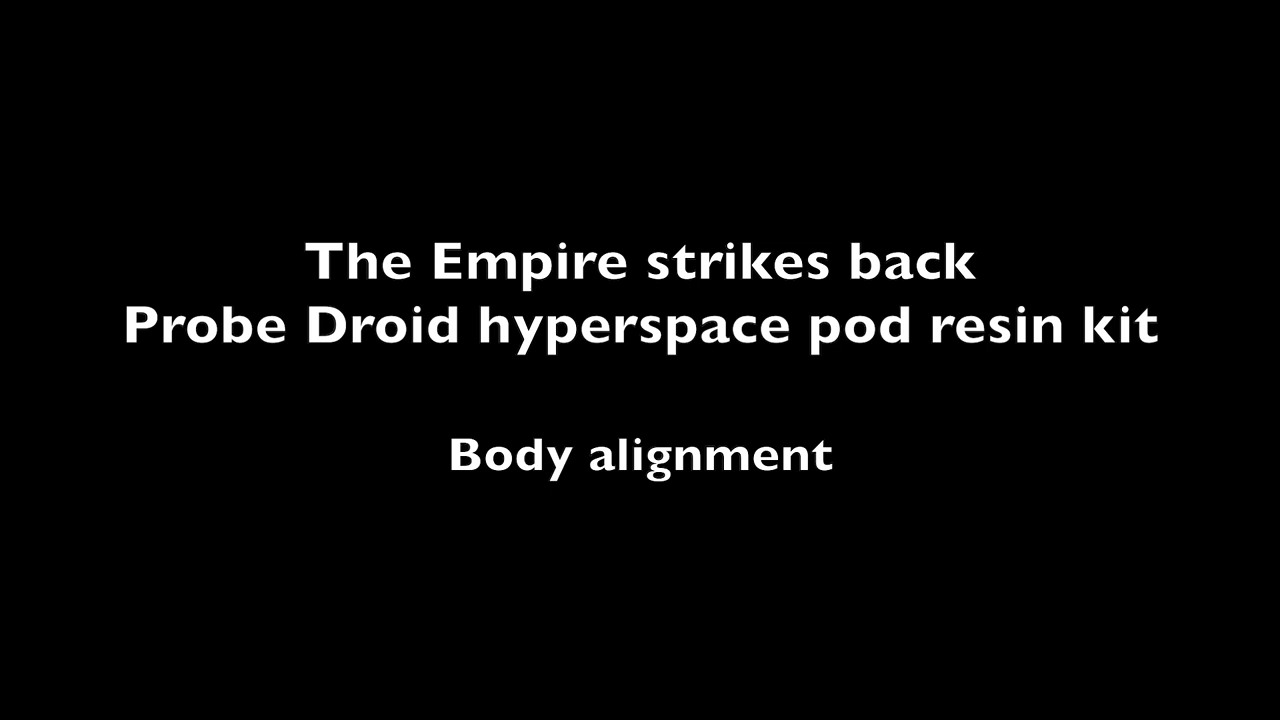 The Empire strikes back
Probe Droid hyperspace pod resin kit
Body alignment